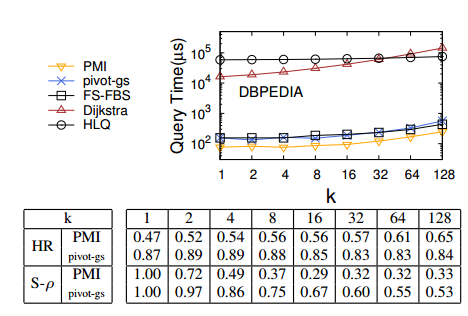 PMI
pivot-gs
FS-FBS
Dijkstra
HLQ
Query Time(μs)
10^5
10^4
10^3
10^2
DBPEDIA
1 2 4 8 16 32 64 128
k
k 1 2 4 8 16 32 64 128
HR PMI 0.47 0.52 0.54 0.56 0.56 0.57 0.61 0.65
pivot-gs 0.87 0.89 0.89 0.88 0.85 0.83 0.83 0.84
S-ρ PMI 1.00 0.72 0.49 0.37 0.29 0.32 0.32 0.33
pivot-gs 1.00 0.97 0.86 0.75 0.67 0.60 0.55 0.53